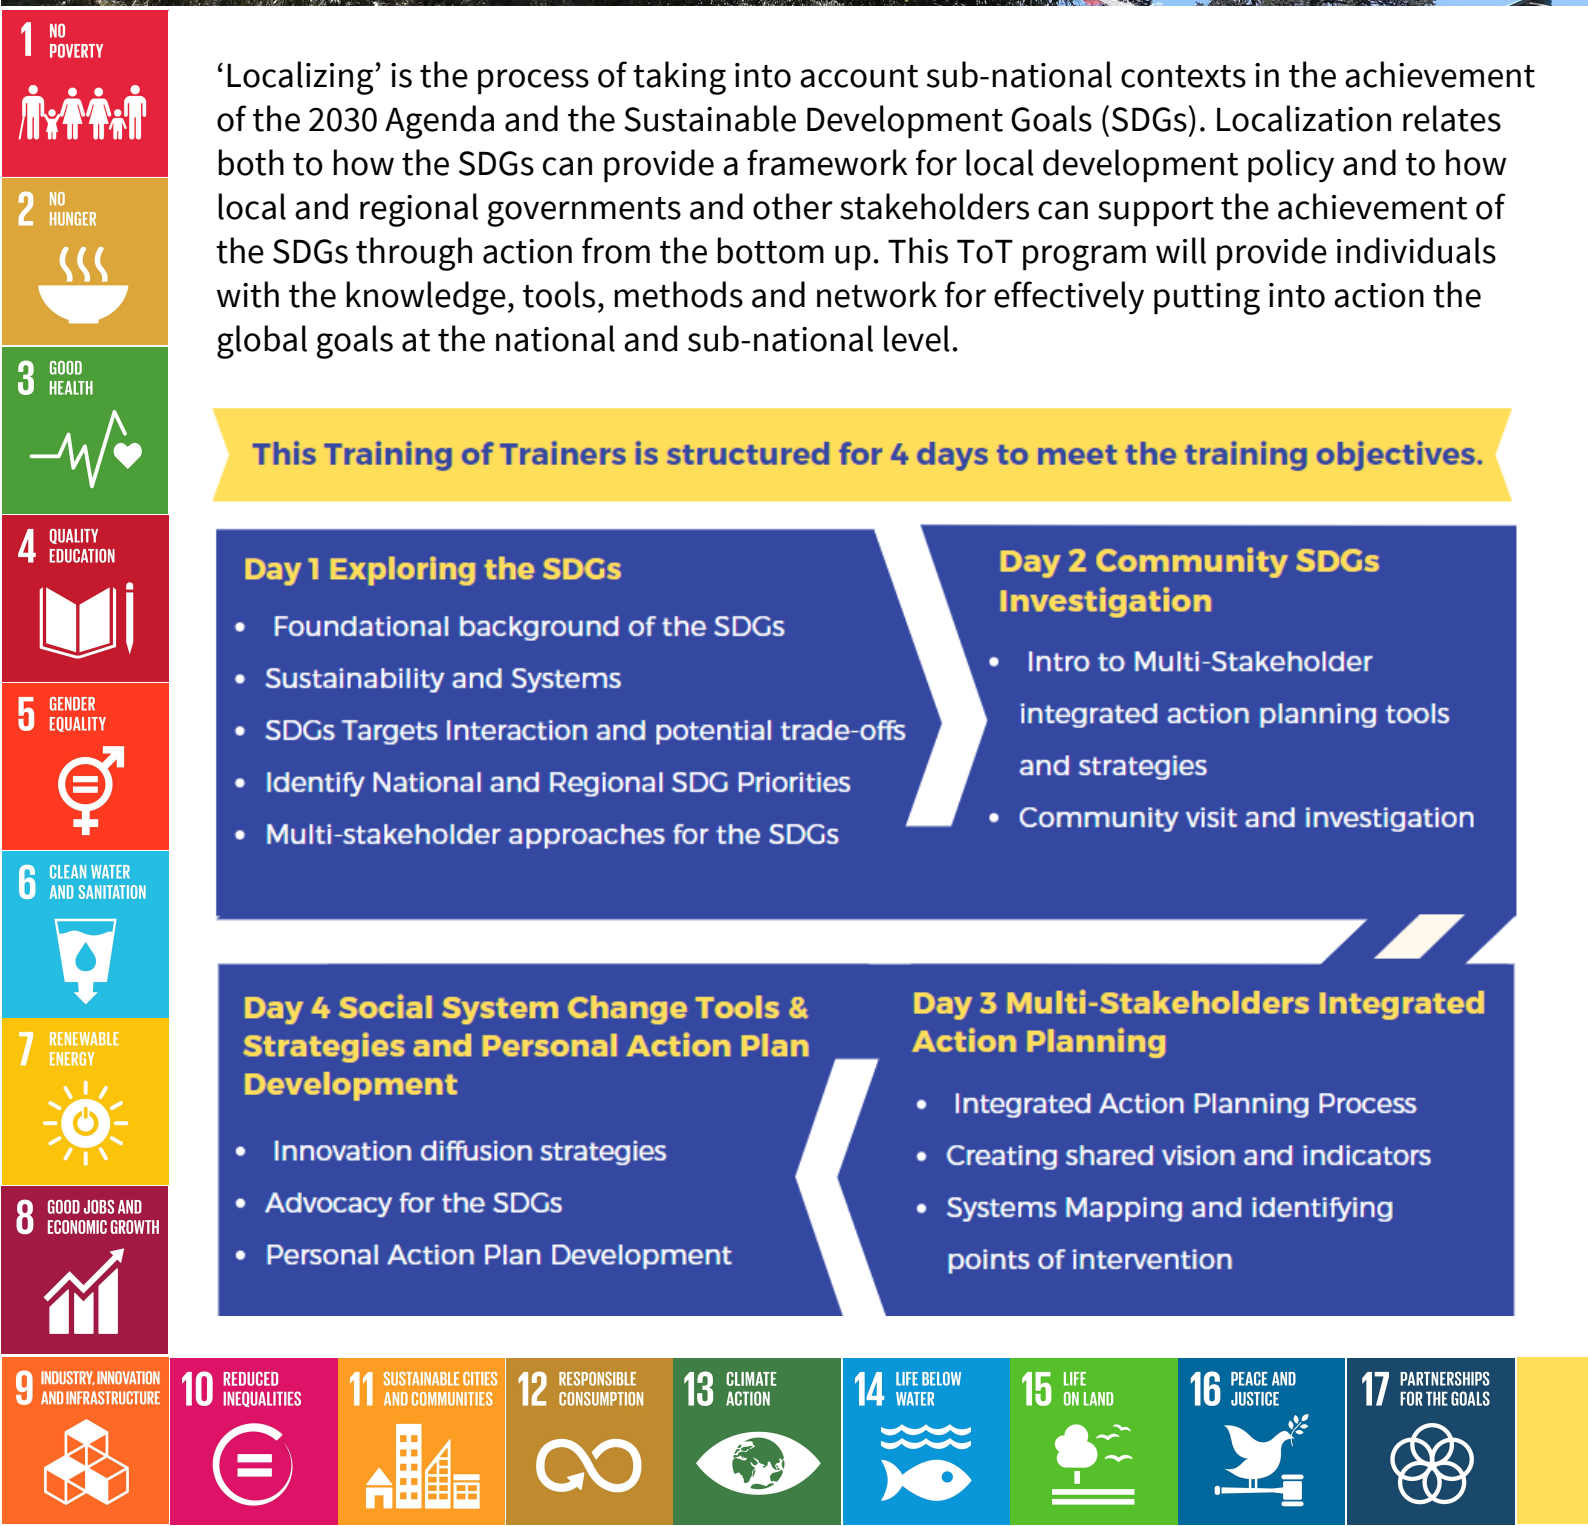 1 NO
POVERTY
2 NO
HUNGER
3 GOOD
HEALTH
4 QUALITY
EDUCATION
5 GENDER
EQUALITY
6 CLEAN WATER
AND SANITATION
7 RENEWABLE
ENERGY
8 GOOD JOBS AND
ECONOMIC GROWTH
‘Localizing’ is the process of taking into account sub-national contexts in the achievement
of the 2030 Agenda and the Sustainable Development Goals (SDGs). Localization relates
both to how the SDGs can provide a framework for local development policy and to how
local and regional governments and other stakeholders can support the achievement of
the SDGs through action from the bottom up. This ToT program will provide individuals
with the knowledge, tools, methods and network for effectively putting into action the
global goals at the national and sub-national level.
This Training of Trainers is structured for 4 days to meet the training objectives.
Day 1 Exploring the SDGs
• Foundational background of the SDGs
• Sustainability and Systems
• SDGs Targets Interaction and potential trade-offs
• Identify National and Regional SDG Priorities
• Multi-stakeholder approaches for the SDGs
Day 2 Community SDGs
Investigation
• Intro to Multi-Stakeholder
integrated action planning tools
and strategies
• Community visit and investigation
Day 3 Multi-Stakeholders Integrated
Action Planning
• Integrated Action Planning Process
• Creating shared vision and indicators
• Systems Mapping and identifying
points of intervention
Day 4 Social System Change Tools &
Strategies and Personal Action Plan
Development
• Innovation diffusion strategies
• Advocacy for the SDGs
• Personal Action Plan Development
9 INDUSTRY, INNOVATION
AND INFRASTRUCTURE
10 REDUCED
INEQUALITIES
11 SUSTAINABLE CITIES
AND COMMUNITIES
12 RESPONSIBLE
CONSUMPTION
13 CLIMATE
ACTION
14 LIFE BELOW
WATER
15 LIFE
ON LAND
16 PEACE AND
JUSTICE
17 PARTNERSHIPS
FOR THE GOALS